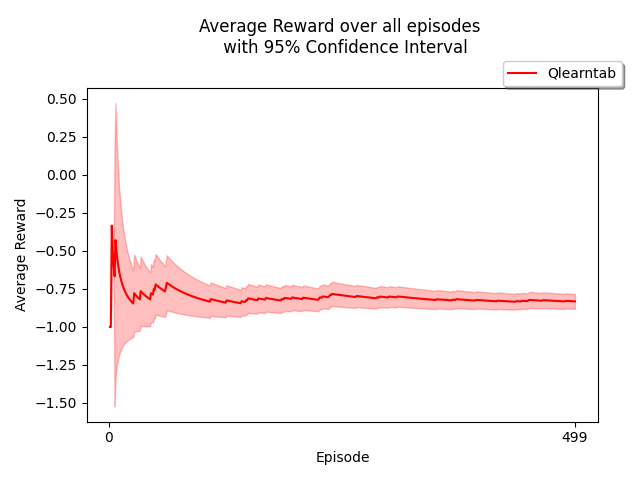 Average Reward over all episodes
with 95% Confidence Interval
Qlearntab
0.50
0.25
0.00
−0.25
−0.50
−0.75
−1.00
−1.25
−1.50
Average Reward
0
499
Episode